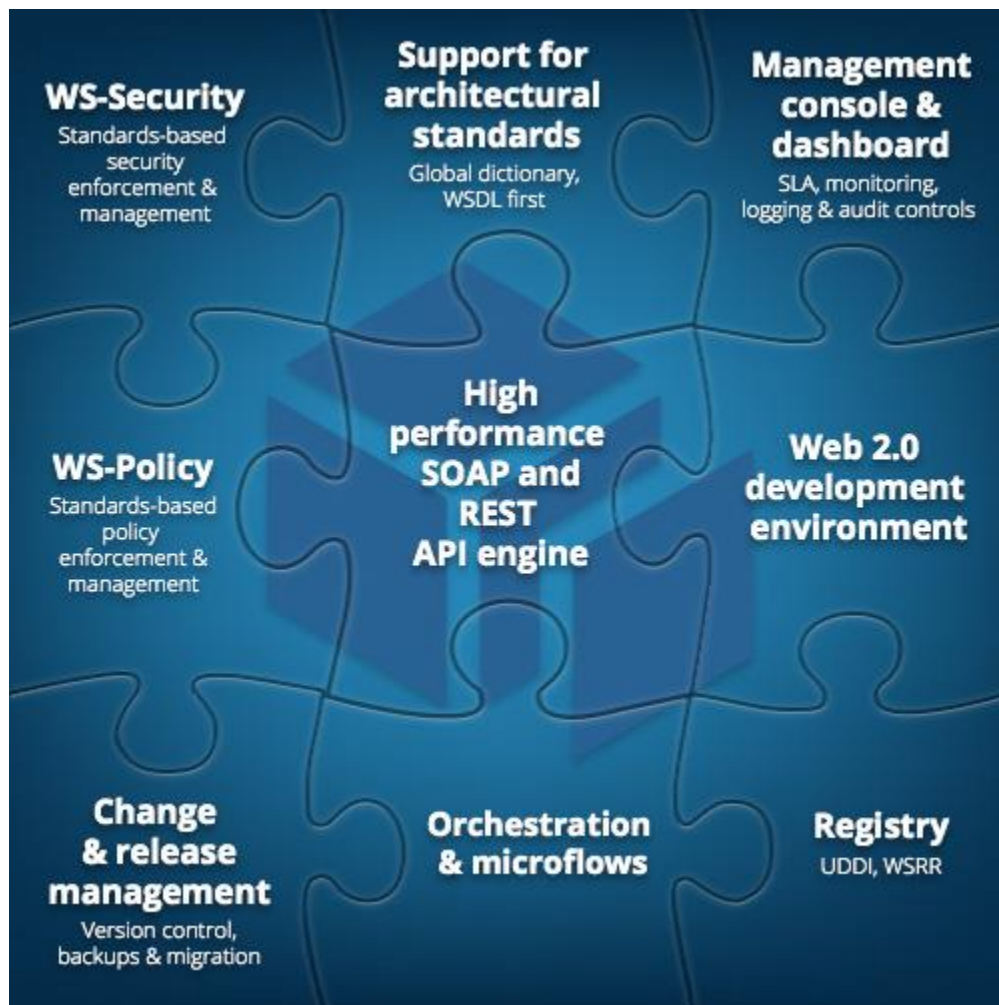 WS-Security
Standards-based
security
enforcement &
management
Support for
architectural
standards
Global dictionary,
WSDL first
Management
console &
dashboard
SLA, monitoring,
logging & audit controls
WS-Policy
Standards-based
policy
enforcement &
management
High
performance
SOAP and
REST
API engine
Web 2.0
development
environment
Change
& release
management
Version control,
backups & migration
Orchestration
& microflows
Registry
UDDI, WSRR